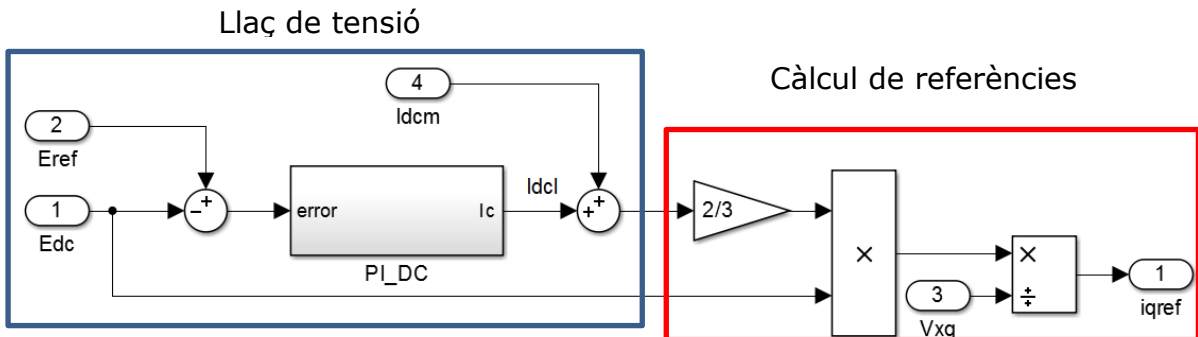 Llaç de tensió
Càlcul de referències
4
Idcm
2
Eref
1
Edc
- +
error
Ic
PI_DC
Idcl
+ +
2/3
×
3
Vxq
×
÷
1
iqref